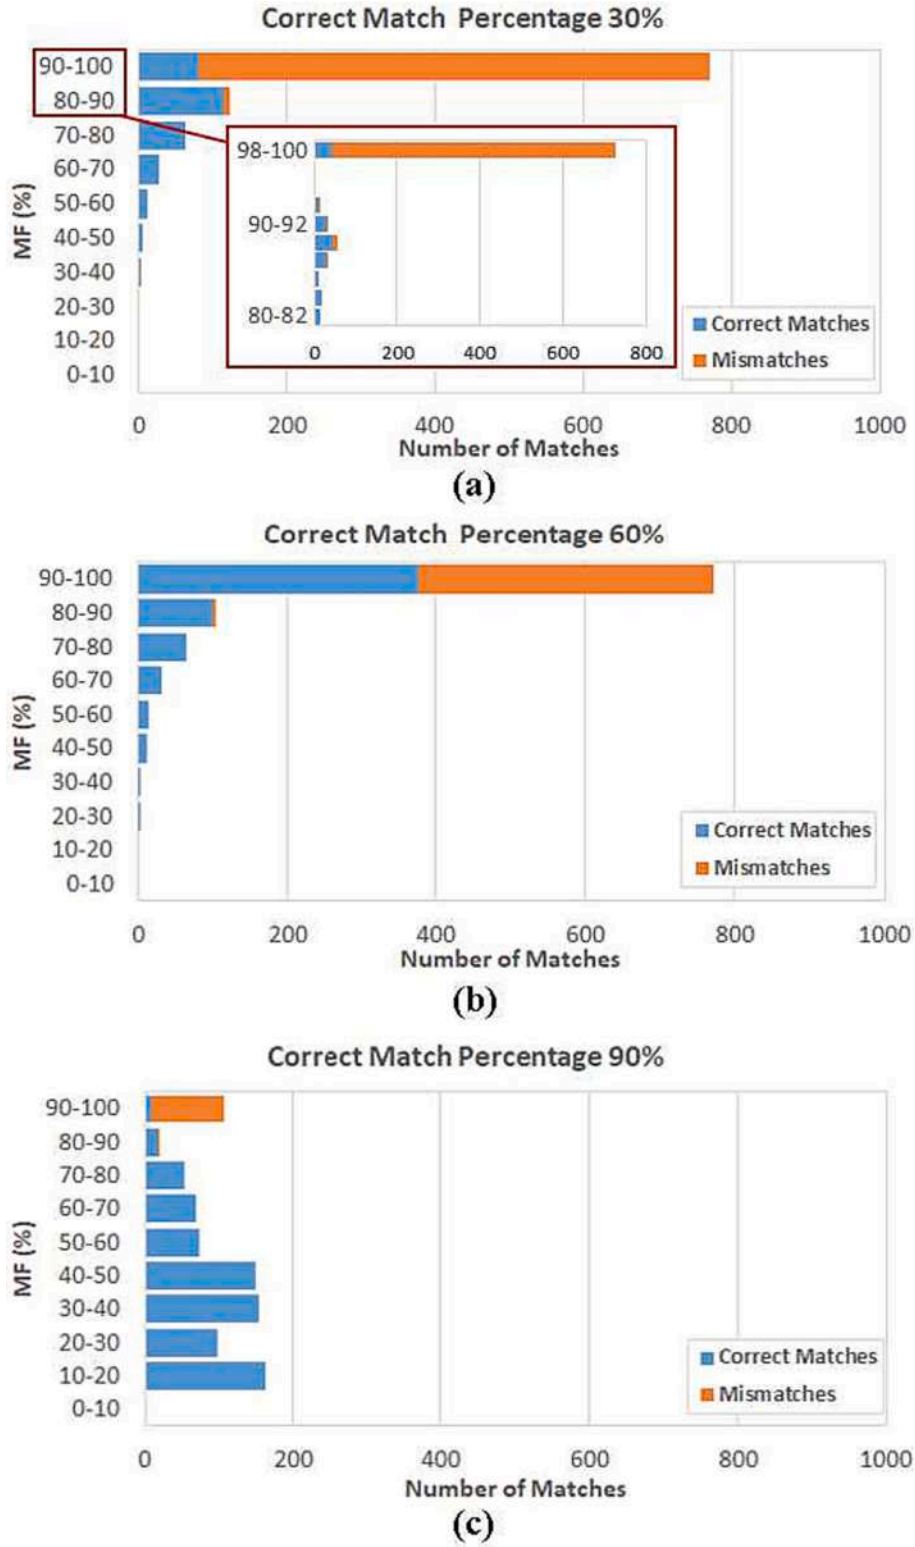 Correct Match Percentage 30%
90-100
80-90
70-80
60-70
50-60
40-50
30-40
20-30
10-20
0-10
MF (%)
98-100
90-92
80-82
0 200 400 600 800
Correct Matches
Mismatches
0 200 400 600 800 1000
Number of Matches
(a)
Correct Match Percentage 60%
90-100
80-90
70-80
60-70
50-60
40-50
30-40
20-30
10-20
0-10
MF (%)
Correct Matches
Mismatches
0 200 400 600 800 1000
Number of Matches
(b)
Correct Match Percentage 90%
90-100
80-90
70-80
60-70
50-60
40-50
30-40
20-30
10-20
0-10
MF (%)
Correct Matches
Mismatches
0 200 400 600 800 1000
Number of Matches
(c)